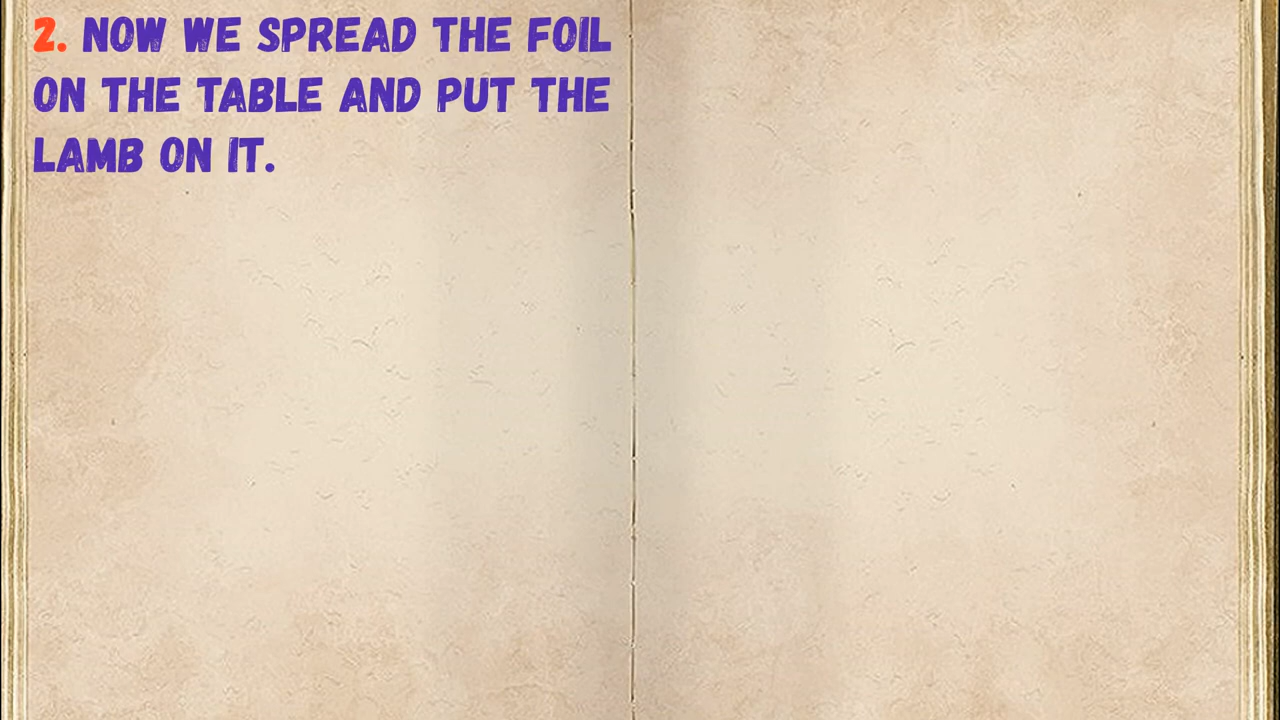 2. NOW WE SPREAD THE FOIL
ON THE TABLE AND PUT THE
LAMB ON IT.